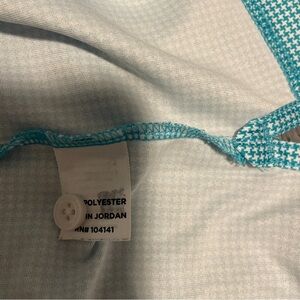 POLYESTER
IN JORDAN
RN# 104141